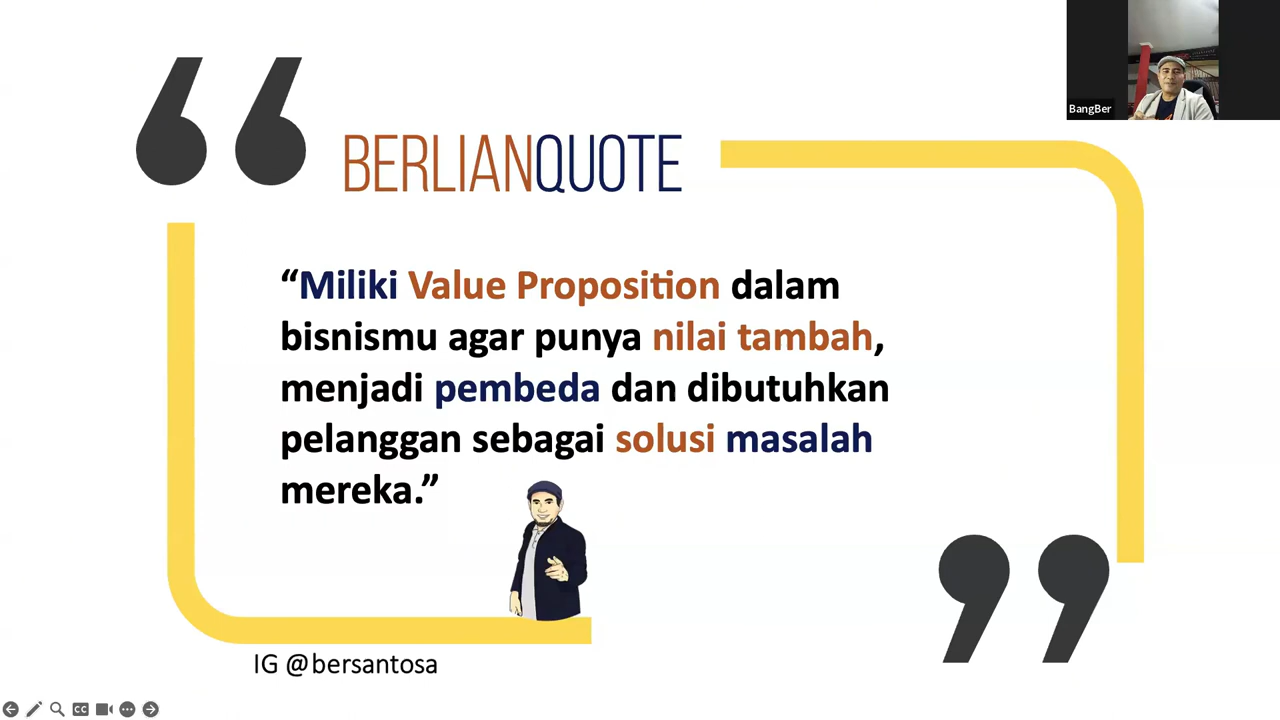 BangBer
BERLIANQUOTE
“Miliki Value Proposition dalam
bisnismu agar punya nilai tambah,
menjadi pembeda dan dibutuhkan
pelanggan sebagai solusi masalah
mereka.”
IG @bersantosa
CC